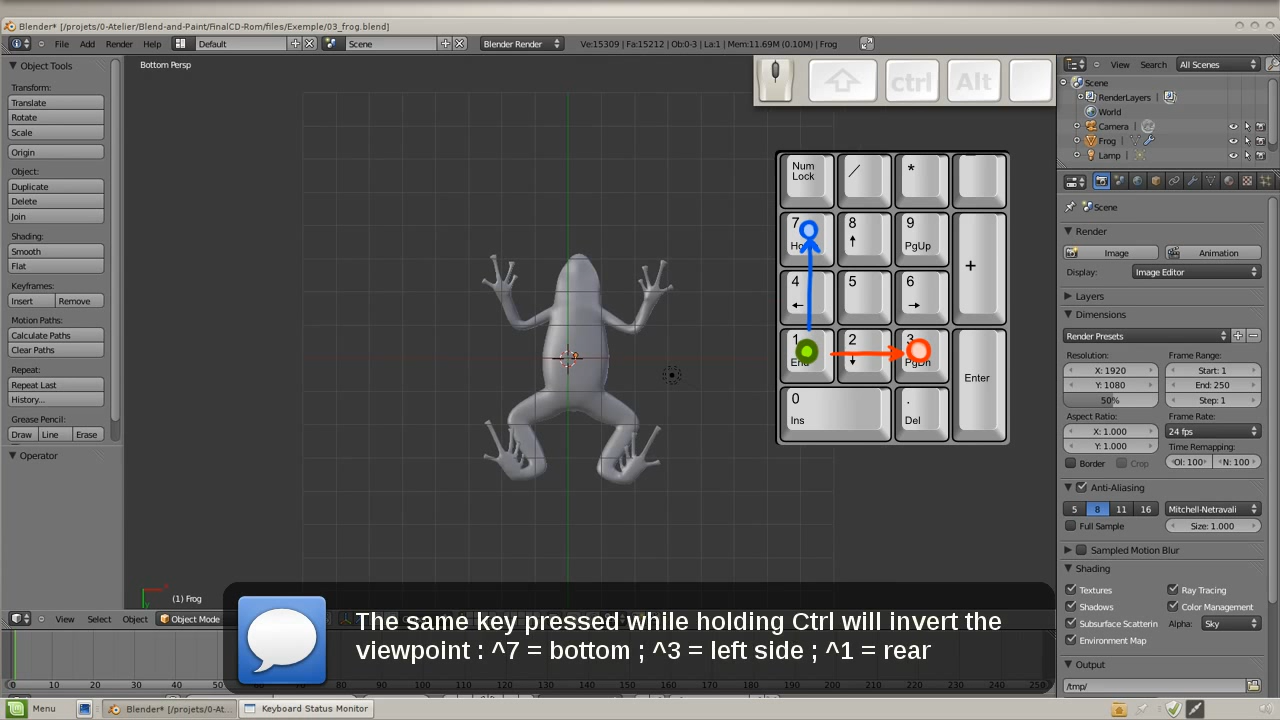 Blender* [/projets/0-Atelier/Blend-and-Paint/FinalCD-Rom/files/Exemple/03_frog.blend]
File Add Render Help Default Scene Blender Render Ve:15309 | Fa:15212 | Ob:0-3 | La:1 | Mem:11.69M (0.10M) | Frog
Object Tools
Transform:
Translate
Rotate
Scale
Origin
Object:
Duplicate
Delete
Join
Shading:
Smooth
Flat
Keyframes:
Insert Remove
Motion Paths:
Calculate Paths
Clear Paths
Repeat:
Repeat Last
History...
Grease Pencil:
Draw Line Erase
Operator
Bottom Persp
ctrl Alt
Num
Lock
/
*
7
8
9
PgUp
+
4
5
6
1
End
2
3
PgDn
Enter
0
Ins
.
Del
(1) Frog
View Select Object Object Mode
The same key pressed while holding Ctrl will invert the
viewpoint : ^7 = bottom ; ^3 = left side ; ^1 = rear
0 10 20 30 40 50 60 70 80 90 100 110 120 130 140 150 160 170 180 190 200 210 220 230 240 250
View Search All Scenes
Scene
RenderLayers |
World
Camera |
Frog |
Lamp |
Scene
Render
Image Animation
Display: Image Editor
Layers
Dimensions
Render Presets
Resolution: Frame Range:
X: 1920 Start: 1
Y: 1080 End: 250
50% Step: 1
Aspect Ratio: Frame Rate:
X: 1.000 24 fps
Y: 1.000 Time Remapping:
Border Crop Ol: 100 N: 100
Anti-Aliasing
5 8 11 16 Mitchell-Netravali
Full Sample Size: 1.000
Sampled Motion Blur
Shading
Textures Ray Tracing
Shadows Color Management
Subsurface Scatterin Alpha: Sky
Environment Map
Output
/tmp/
Menu Blender* [/projets/0-At... Keyboard Status Monitor